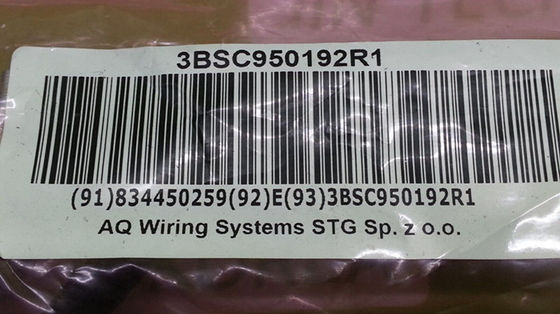 3BSC950192R1
(91)834450259(92)E(93)3BSC950192R1
AQ Wiring Systems STG Sp. z o.o.